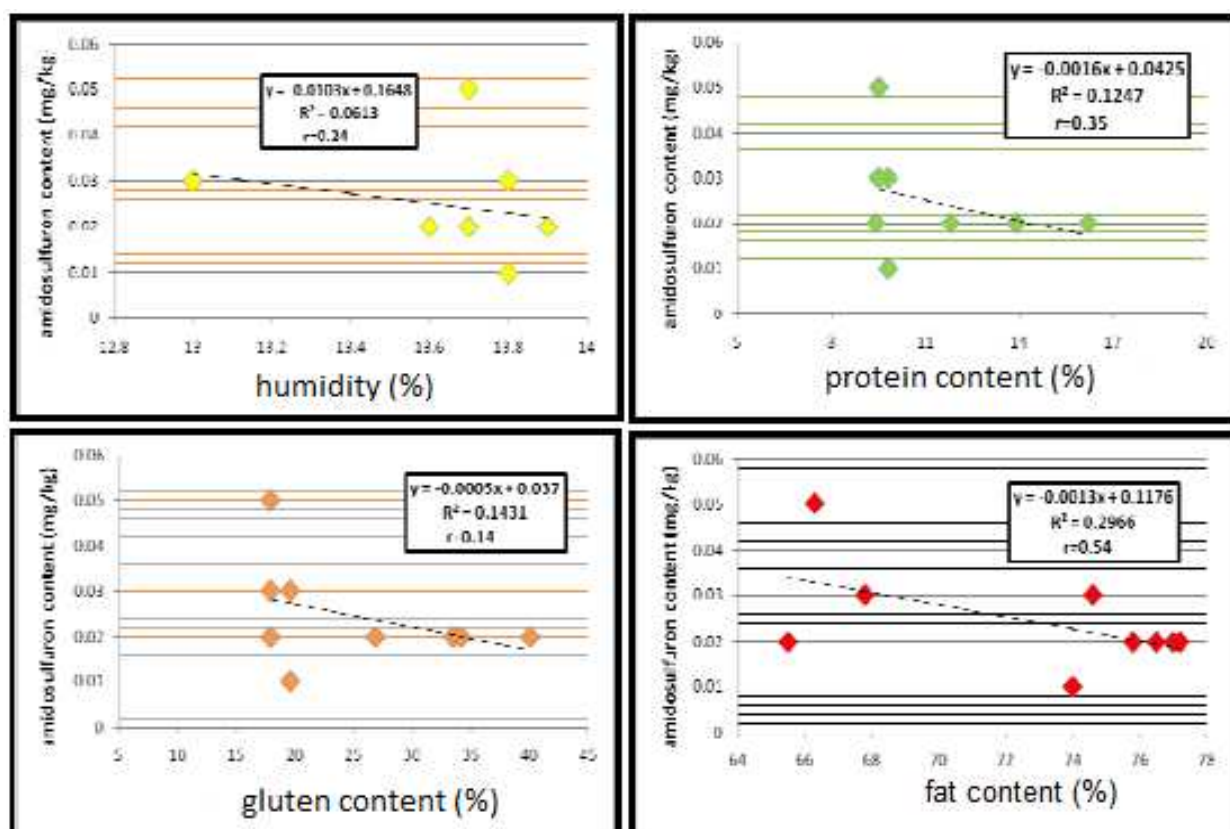 amidosulfuron content (mg/kg)
0.06
0.05
0.04
0.03
0.02
0.01
0
y = 0.0103x + 0.1648
R² = 0.0613
r=0.24
12.8 13 13.2 13.4 13.6 13.8 14
humidity (%)
amidosulfuron content (mg/kg)
0.06
0.05
0.04
0.03
0.02
0.01
0
y = -0.0016x + 0.0425
R² = 0.1247
r=0.35
5 8 11 14 17 20
protein content (%)
amidosulfuron content (mg/kg)
0.06
0.05
0.04
0.03
0.02
0.01
0
y = -0.0005x + 0.037
R² = 0.1431
r=0.14
5 10 15 20 25 30 35 40 45
gluten content (%)
amidosulfuron content (mg/kg)
0.06
0.05
0.04
0.03
0.02
0.01
0
y = -0.0013x + 0.1176
R² = 0.2966
r=0.54
64 66 68 70 72 74 76 78
fat content (%)